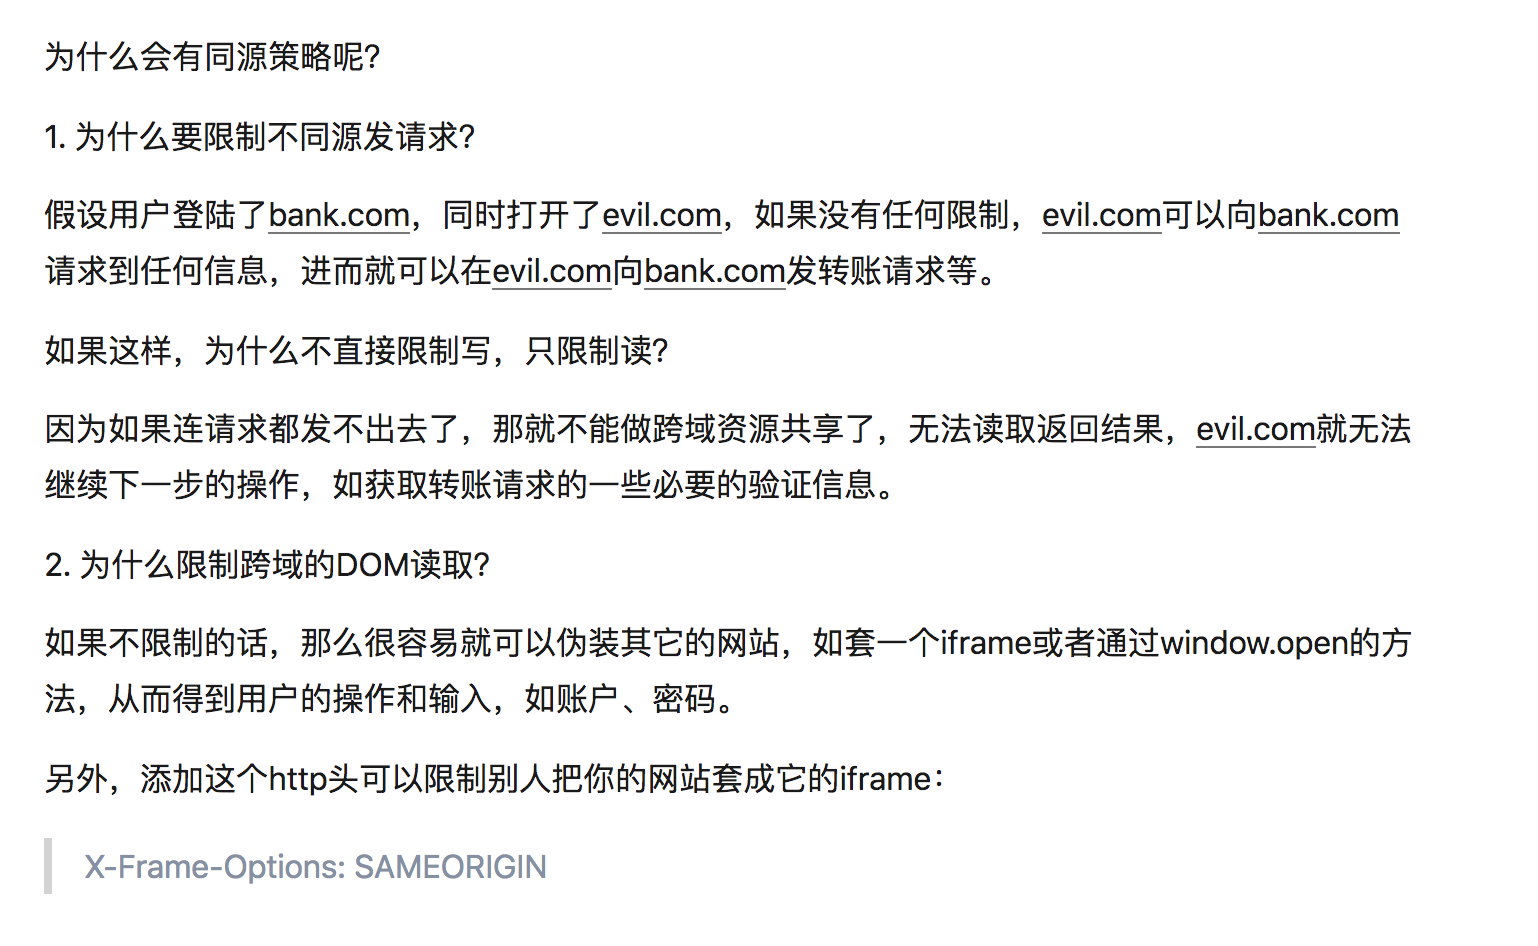 为什么会有同源策略呢?
1. 为什么要限制不同源发请求?
假设用户登陆了bank.com，同时打开了evil.com，如果没有任何限制，evil.com可以向bank.com
请求到任何信息，进而就可以在evil.com向bank.com发转账请求等。
如果这样，为什么不直接限制写，只限制读?
因为如果连请求都发不出去了，那就不能做跨域资源共享了，无法读取返回结果，evil.com就无法
继续下一步的操作，如获取转账请求的一些必要的验证信息。
2. 为什么限制跨域的DOM读取?
如果不限制的话，那么很容易就可以伪装其它的网站，如套一个iframe或者通过window.open的方
法，从而得到用户的操作和输入，如账户、密码。
另外，添加这个http头可以限制别人把你的网站套成它的iframe：
X-Frame-Options: SAMEORIGIN